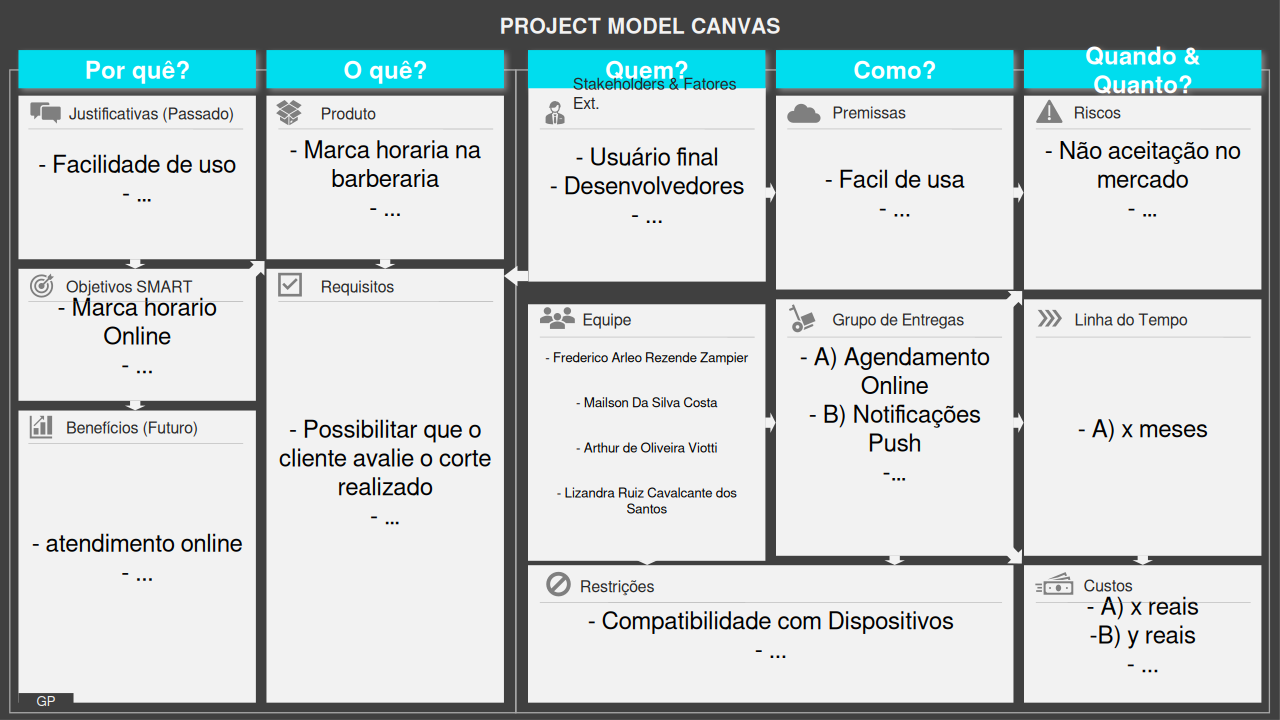 PROJECT MODEL CANVAS
Por quê?
Justificativas (Passado)
- Facilidade de uso
- ...
Objetivos SMART
- Marca horario
Online
- ...
Benefícios (Futuro)
- atendimento online
- ...
GP
O quê?
Produto
- Marca horaria na
barberaria
- ...
Requisitos
- Possibilitar que o
cliente avalie o corte
realizado
- ...
Quem?
Stakeholders & Fatores
Ext.
- Usuário final
- Desenvolvedores
- ...
Equipe
- Frederico Arleo Rezende Zampier
- Mailson Da Silva Costa
- Arthur de Oliveira Viotti
- Lizandra Ruiz Cavalcante dos
Santos
Como?
Premissas
- Facil de usa
- ...
Grupo de Entregas
- A) Agendamento
Online
- B) Notificações
Push
-...
Restrições
- Compatibilidade com Dispositivos
- ...
Quando &
Quanto?
Riscos
- Não aceitação no
mercado
- ...
Linha do Tempo
- A) x meses
Custos
- A) x reais
-B) y reais
- ...